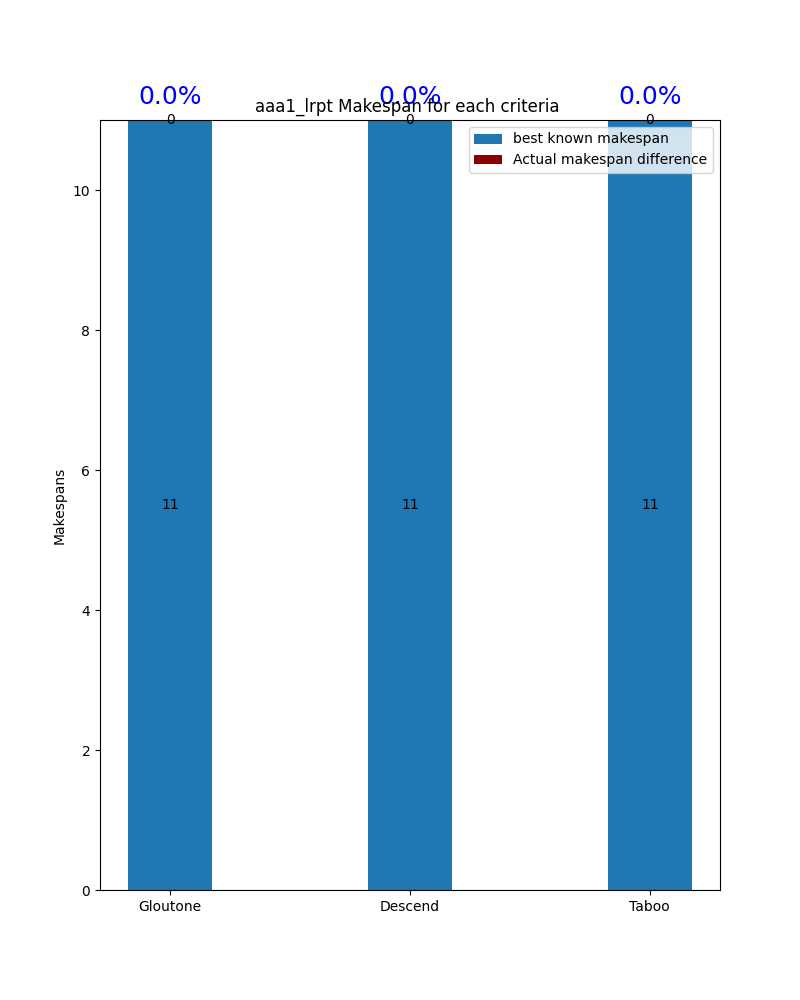 0.0% 0.0% 0.0%
aaa1_lrpt Makespan for each criteria
0 0 0
best known makespan
Actual makespan difference
10
8
6
11 11 11
Makespans
4
2
0
Gloutone Descend Taboo